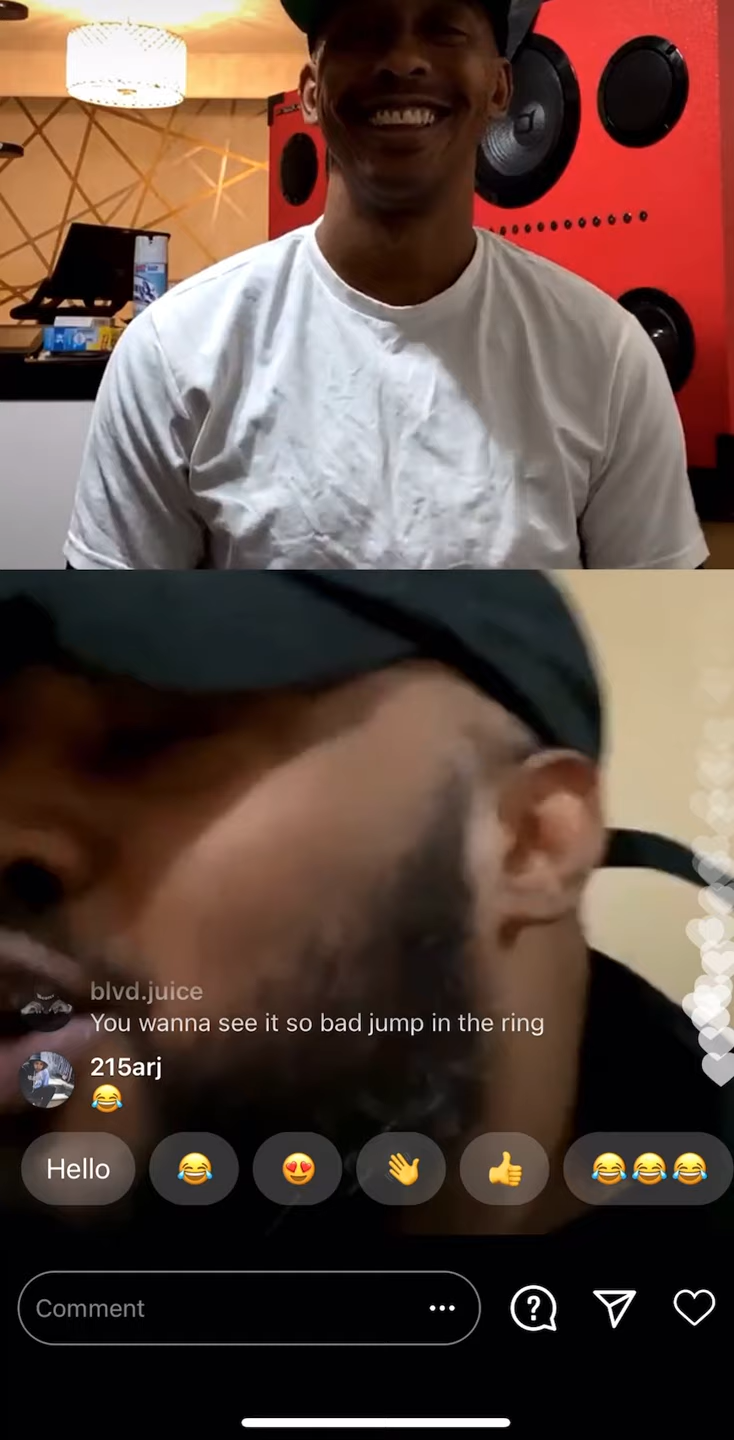 blvd.juice
You wanna see it so bad jump in the ring
215arj
😂
Hello
😂
😍
👋
👍
😂😂😂
Comment